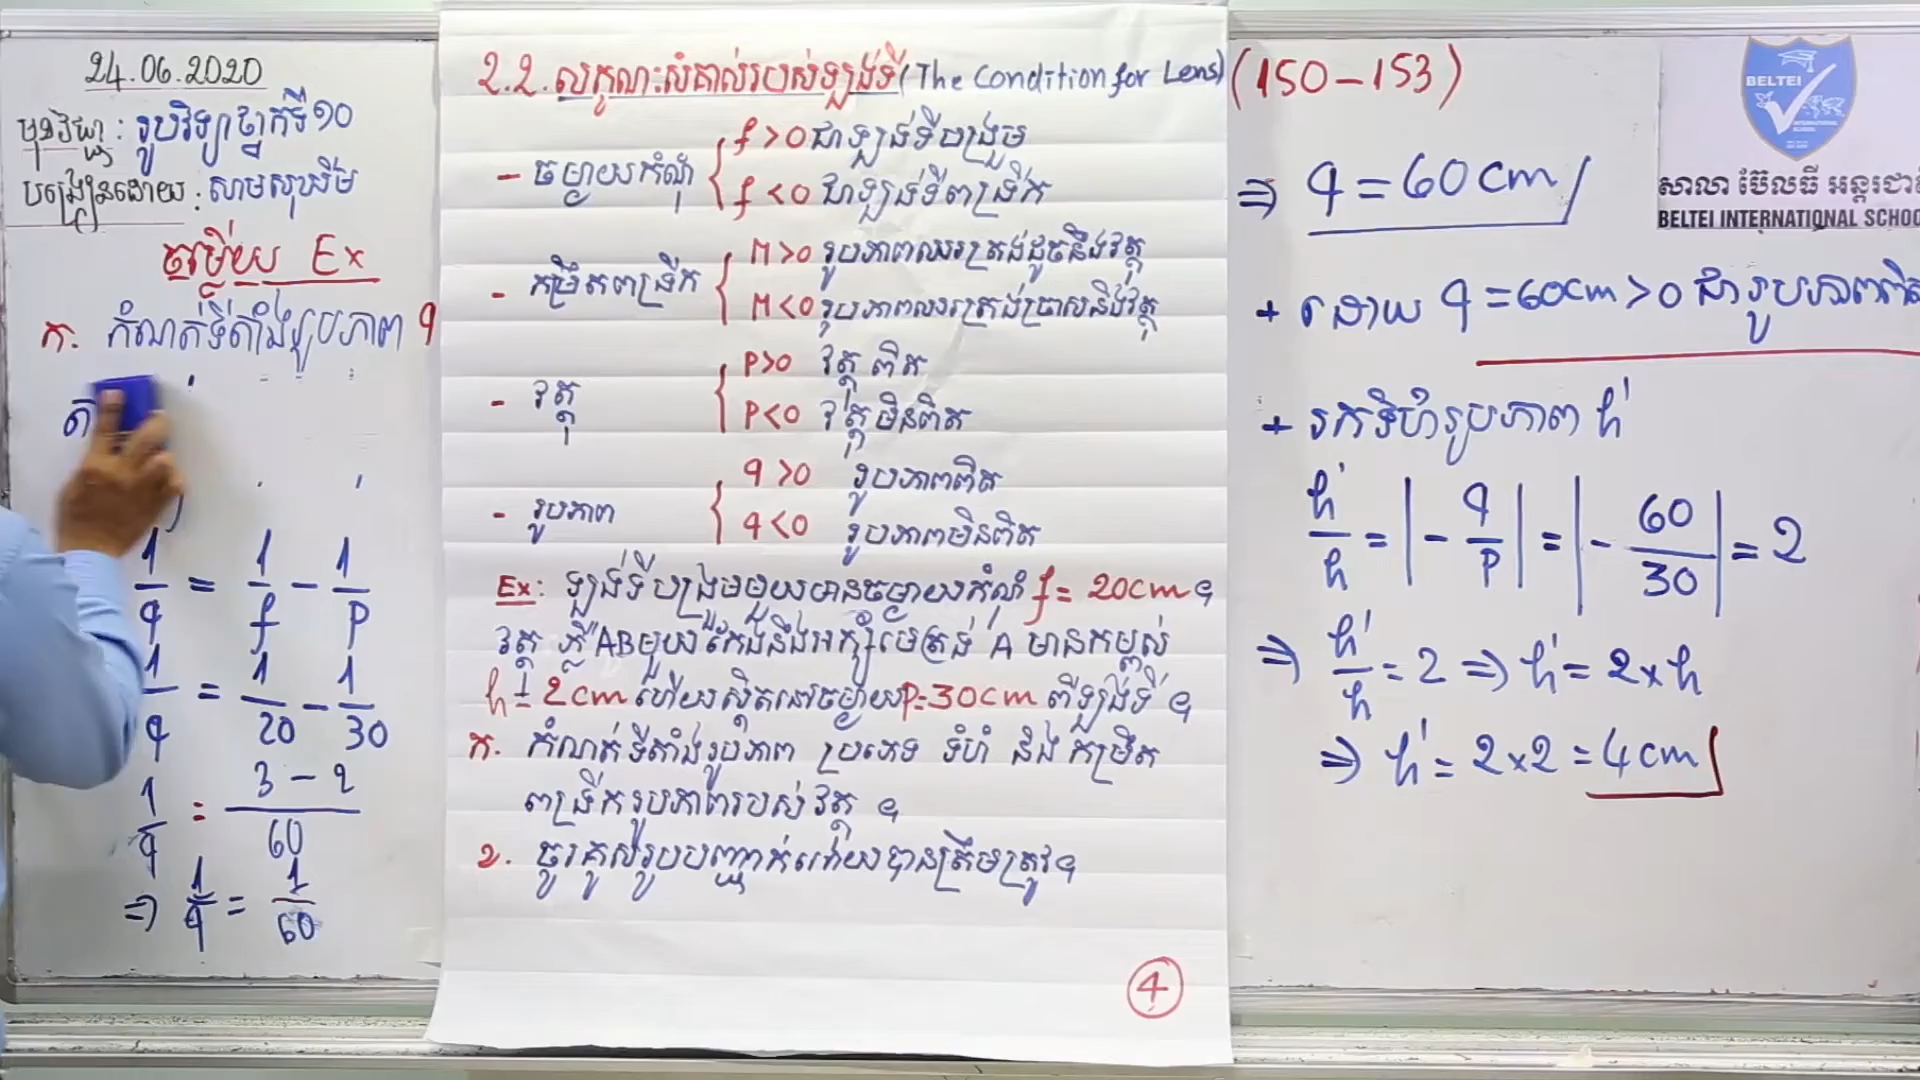 24.06.2020
មុខវិជ្ជា : រូបវិទ្យាថ្នាក់ទី១០
បង្រៀនដោយ : សាមសុឃីម
ចម្លើយ Ex
ក. កំណត់ទីតាំងរូបភាព q
1/q = 1/f - 1/p
1/q = 1/20 - 1/30
1/q = 3 - 2/60
⇒ 1/q = 1/60
2.2. លក្ខណៈសំគាល់របស់ឡង់ទី (The Condition for Lens) (150-153)
- ចម្ងាយកំណុំ { f > 0 ជាឡង់ទីបង្រួម
f < 0 ជាឡង់ទីពង្រីក
- កម្រិតពង្រីក { M > 0 រូបភាពឈរត្រង់ដូចនឹងវត្ថុ
M < 0 រូបភាពឈរត្រង់ច្រាសនិងវត្ថុ
- វត្ថុ { P > 0 វត្ថុ ពិត
P < 0 វត្ថុមិនពិត
- រូបភាព { q > 0 រូបភាពពិត
q < 0 រូបភាពមិនពិត
Ex: ឡង់ទីបង្រួមមួយមានចម្ងាយកំណុំ f = 20cm ។
វត្ថុ ភ្លឺ AB មួយ កែងនឹងអក្ស័មេត្រង់ A មានកម្ពស់
h = 2cm ហើយស្ថិតនៅចម្ងាយ P = 30cm ពីឡង់ទី ។
ក. កំណត់ទីតាំងរូបភាព ប្រភេទ ទំហំ និង កម្រិត
ពង្រីករូបភាពរបស់វត្ថុ ។
ខ. ចូរគូសរូបបញ្ជាក់អោយបានត្រឹមត្រូវ។
4
⇒ q = 60cm
+ ដោយ q = 60cm > 0 ជារូបភាពពិត
+ រកទំហំរូបភាព h'
h'/h = |- q/p| = |- 60/30| = 2
⇒ h'/h = 2 ⇒ h' = 2 × h
⇒ h' = 2 × 2 = 4cm
BELTEI
INTERNATIONAL
SCHOOL
សាលា ប៊ែលធី អន្តរជាតិ
BELTEI INTERNATIONAL SCHOO